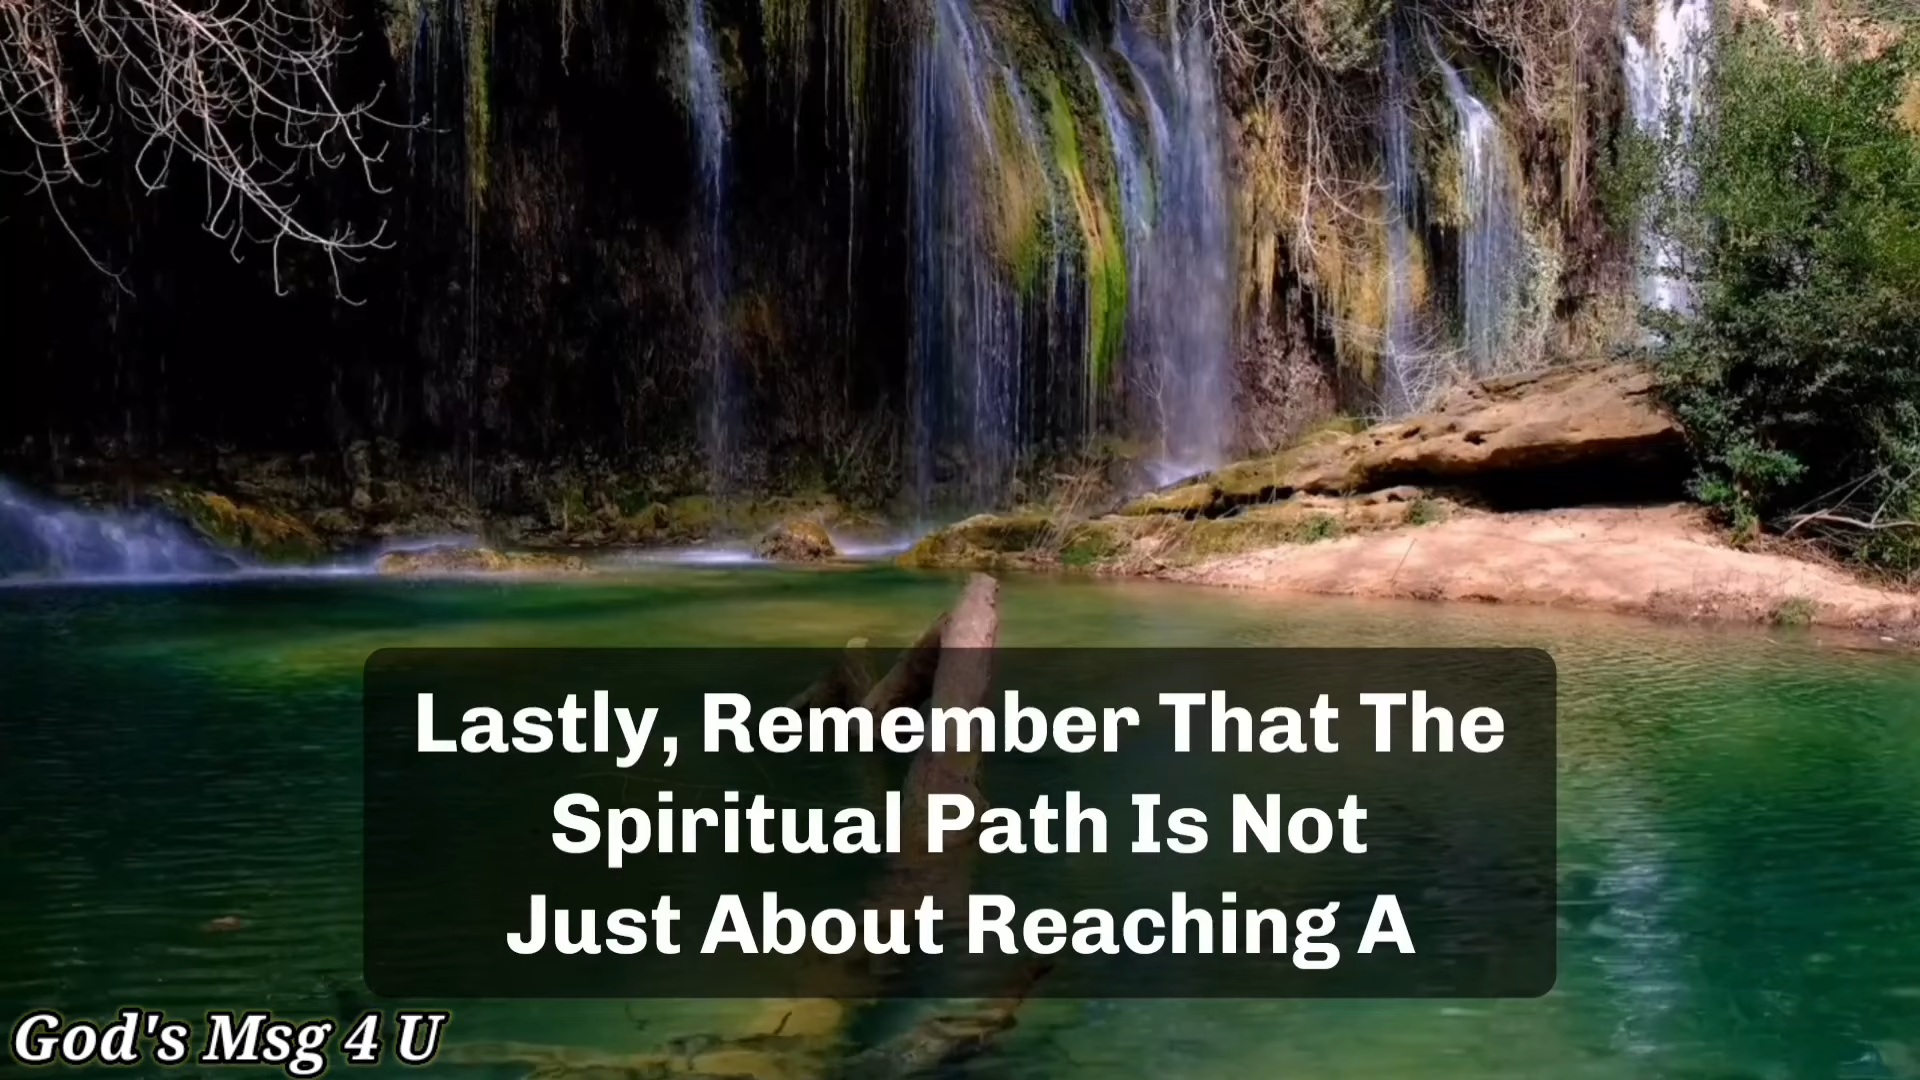 Lastly, Remember That The
Spiritual Path Is Not
Just About Reaching A
God's Msg 4 U